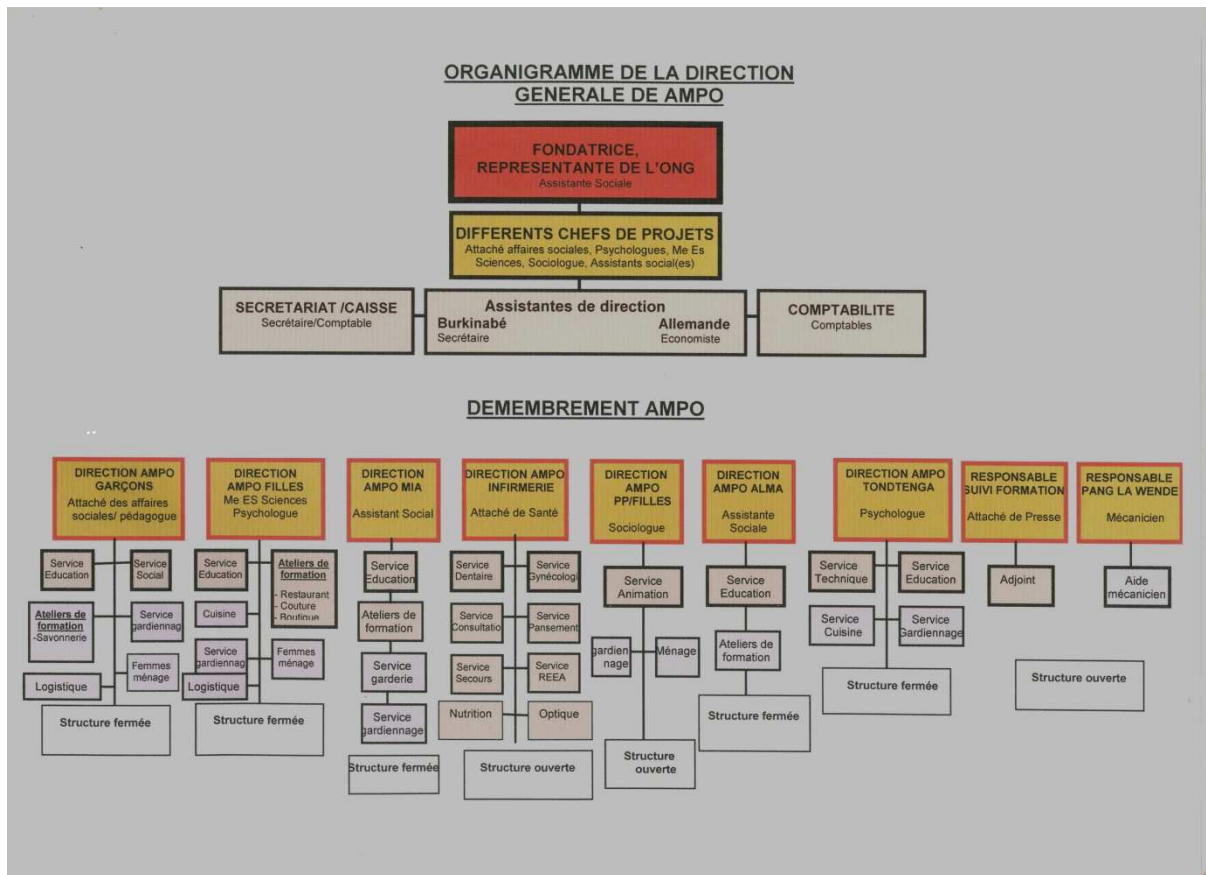 ORGANIGRAMME DE LA DIRECTION
GENERALE DE AMPO
FONDATRICE,
REPRESENTANTE DE L'ONG
Assistante Sociale
DIFFERENTS CHEFS DE PROJETS
Attaché affaires sociales, Psychologues, Me Es
Sciences, Sociologue, Assistants social(es)
SECRETARIAT /CAISSE
Secrétaire/Comptable
Assistantes de direction
Burkinabé Allemande
Secrétaire Economiste
COMPTABILITE
Comptables
DEMEMBREMENT AMPO
DIRECTION AMPO
GARÇONS
Attaché des affaires
sociales/ pédagogue
Service
Education
Service
Social
Ateliers de
formation
-Savonnerie
Service
gardiennag
Femmes
ménage
Logistique
Structure fermée
DIRECTION
AMPO FILLES
Me ES Sciences
Psychologue
Service
Education
Ateliers de
formation
- Restaurant
- Couture
- Boutique
Cuisine
Service
gardiennag
Femmes
ménage
Logistique
Structure fermée
DIRECTION
AMPO MIA
Assistant Social
Service
Education
Ateliers de
formation
Service
garderie
Service
gardiennage
Structure fermée
DIRECTION AMPO
INFIRMERIE
Attaché de Santé
Service
Dentaire
Service
Gynécologi
Service
Consultatio
Service
Pansement
Service
Secours
Service
REEA
Nutrition
Optique
Structure ouverte
DIRECTION
AMPO
PP/FILLES
Sociologue
Service
Animation
gardien
nage
Ménage
Structure
ouverte
DIRECTION
AMPO ALMA
Assistante
Sociale
Service
Education
Ateliers de
formation
Structure fermée
DIRECTION AMPO
TONDTENGA
Psychologue
Service
Technique
Service
Education
Service
Cuisine
Service
Gardiennage
Structure fermée
RESPONSABLE
SUIVI FORMATION
Attaché de Presse
Adjoint
RESPONSABLE
PANG LA WENDE
Mécanicien
Aide
mécanicien
Structure ouverte